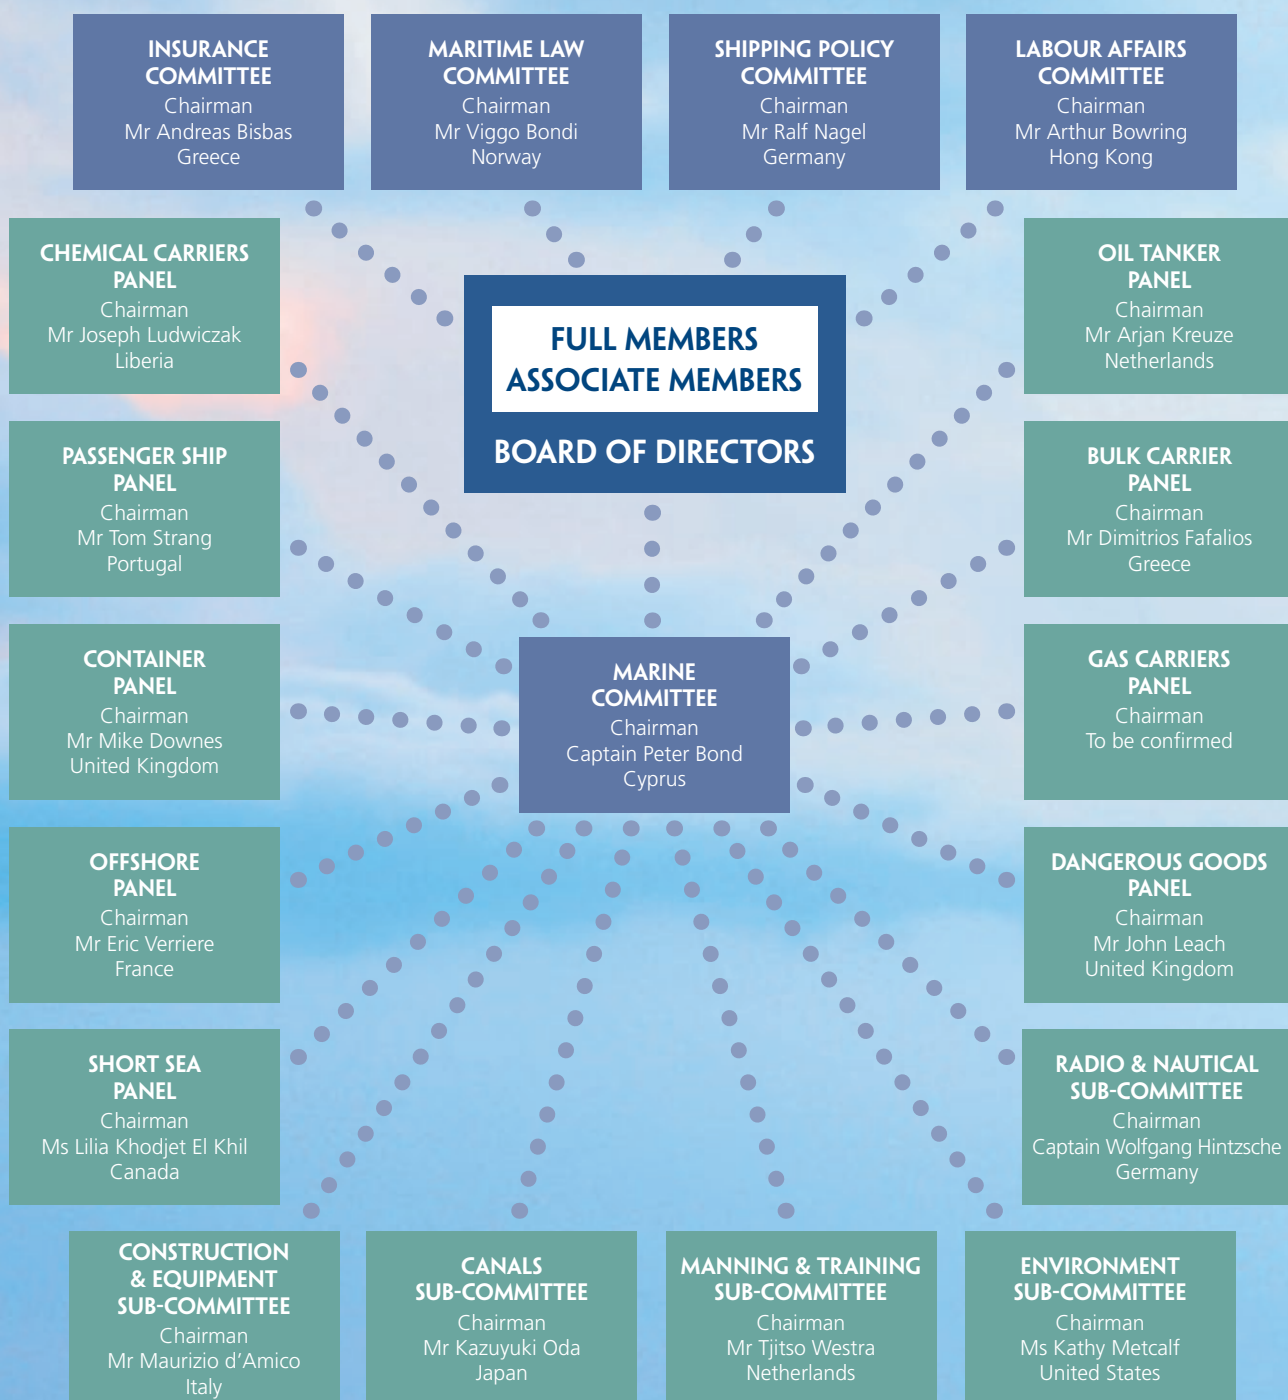 INSURANCE
COMMITTEE
Chairman
Mr Andreas Bisbas
Greece
MARITIME LAW
COMMITTEE
Chairman
Mr Viggo Bondi
Norway
SHIPPING POLICY
COMMITTEE
Chairman
Mr Ralf Nagel
Germany
LABOUR AFFAIRS
COMMITTEE
Chairman
Mr Arthur Bowring
Hong Kong
CHEMICAL CARRIERS
PANEL
Chairman
Mr Joseph Ludwiczak
Liberia
FULL MEMBERS
ASSOCIATE MEMBERS
BOARD OF DIRECTORS
OIL TANKER
PANEL
Chairman
Mr Arjan Kreuze
Netherlands
PASSENGER SHIP
PANEL
Chairman
Mr Tom Strang
Portugal
BULK CARRIER
PANEL
Chairman
Mr Dimitrios Fafalios
Greece
CONTAINER
PANEL
Chairman
Mr Mike Downes
United Kingdom
MARINE
COMMITTEE
Chairman
Captain Peter Bond
Cyprus
GAS CARRIERS
PANEL
Chairman
To be confirmed
OFFSHORE
PANEL
Chairman
Mr Eric Verriere
France
DANGEROUS GOODS
PANEL
Chairman
Mr John Leach
United Kingdom
SHORT SEA
PANEL
Chairman
Ms Lilia Khodjet El Khil
Canada
RADIO & NAUTICAL
SUB-COMMITTEE
Chairman
Captain Wolfgang Hintzsche
Germany
CONSTRUCTION
& EQUIPMENT
SUB-COMMITTEE
Chairman
Mr Maurizio d’Amico
Italy
CANALS
SUB-COMMITTEE
Chairman
Mr Kazuyuki Oda
Japan
MANNING & TRAINING
SUB-COMMITTEE
Chairman
Mr Tjitso Westra
Netherlands
ENVIRONMENT
SUB-COMMITTEE
Chairman
Ms Kathy Metcalf
United States